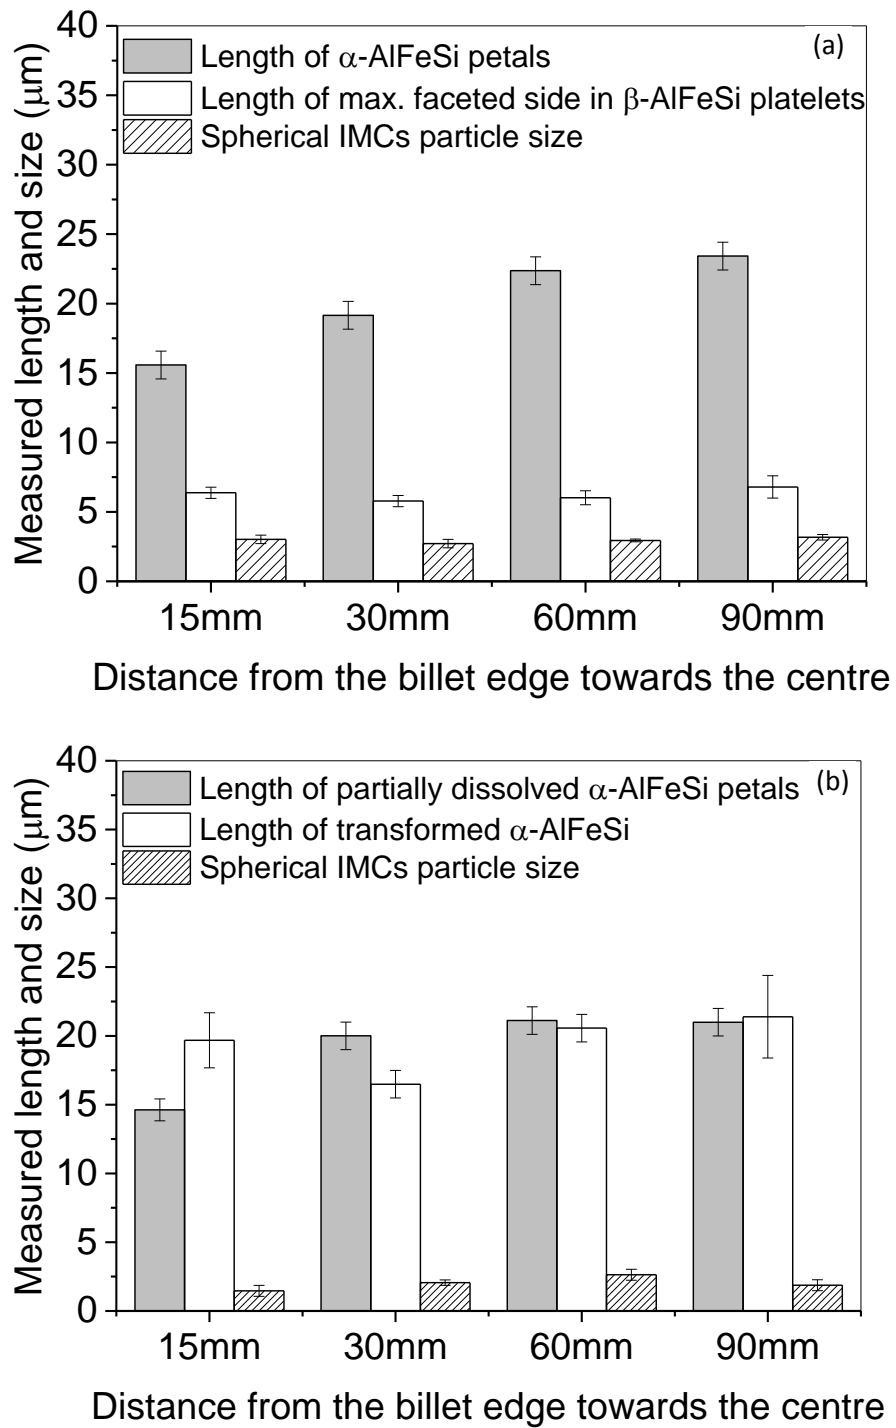 40
35
30
25
20
15
10
5
0
Measured length and size (μm)
(a)
Length of α-AlFeSi petals
Length of max. faceted side in β-AlFeSi platelets
Spherical IMCs particle size
15mm 30mm 60mm 90mm
Distance from the billet edge towards the centre
40
35
30
25
20
15
10
5
0
Measured length and size (μm)
(b)
Length of partially dissolved α-AlFeSi petals
Length of transformed α-AlFeSi
Spherical IMCs particle size
15mm 30mm 60mm 90mm
Distance from the billet edge towards the centre